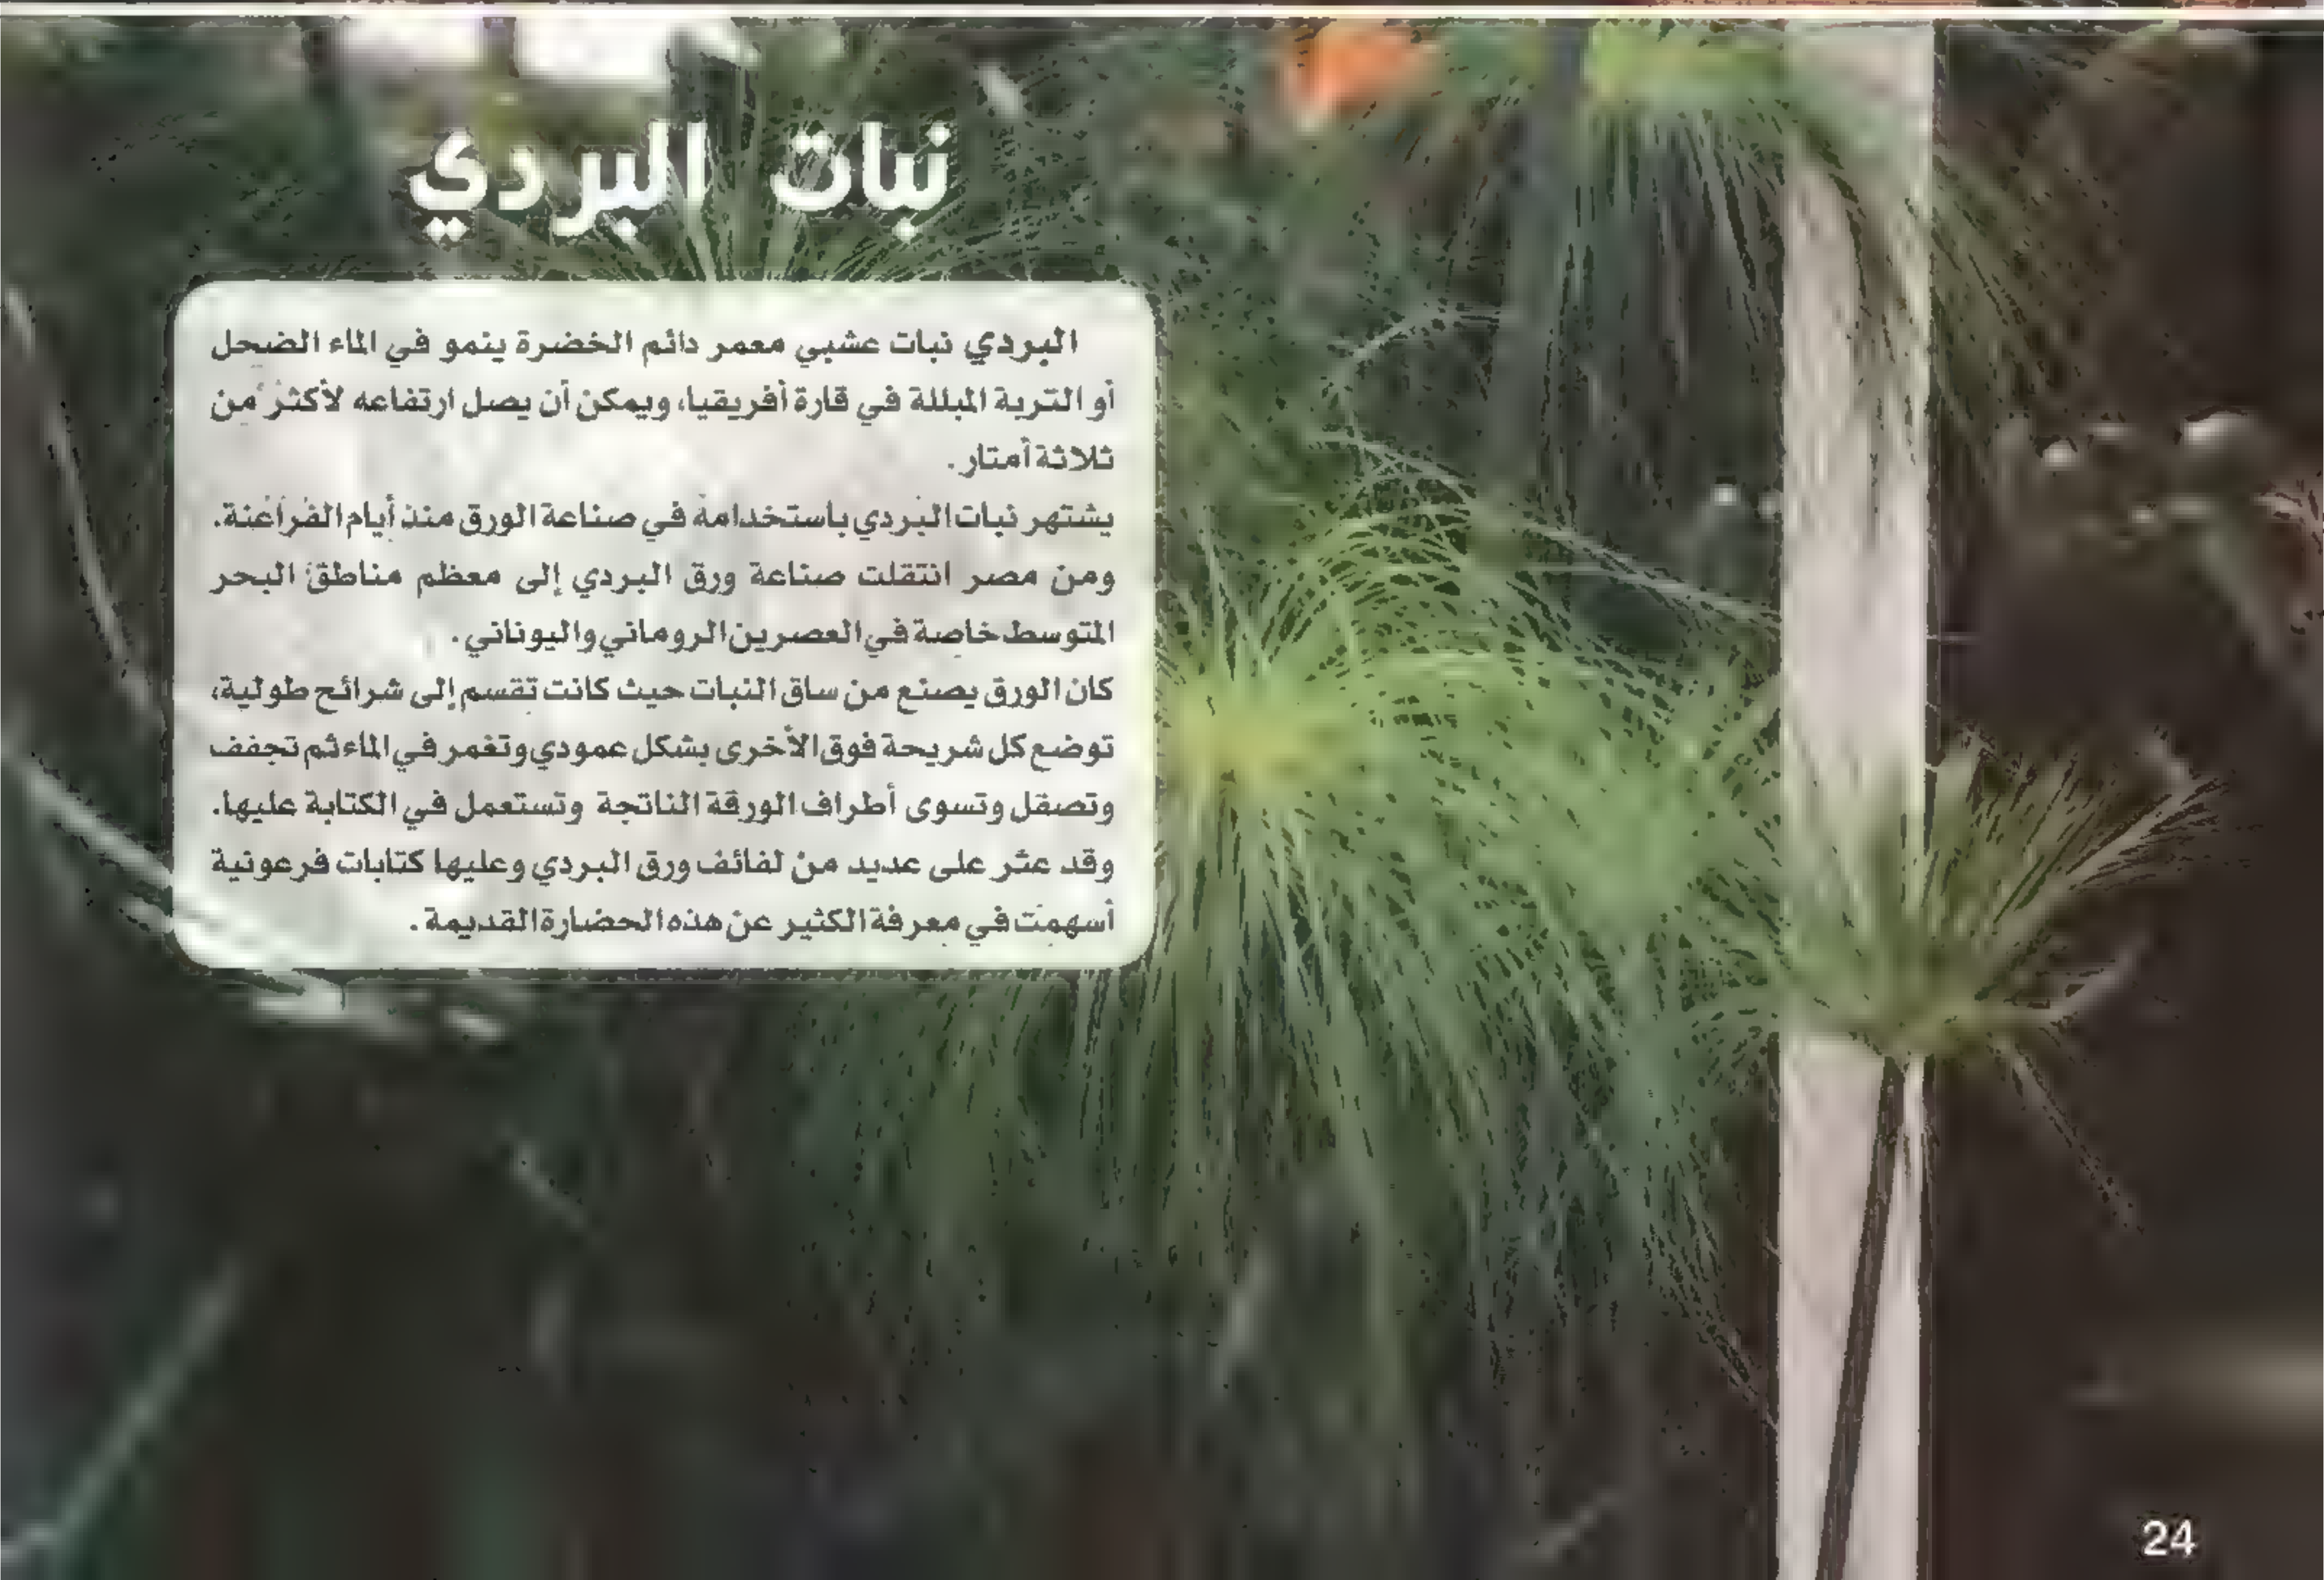 نبات البردي
البردي نبات عشبي معمر دائم الخضرة ينمو في الماء الضحل
أو التربة المبللة في قارة أفريقيا، ويمكن أن يصل ارتفاعه لأكثر من
ثلاثة أمتار.
يشتهر نبات البردي باستخدامه في صناعة الورق منذ أيام الفراعنة.
ومن مصر انتقلت صناعة ورق البردي إلى معظم مناطق البحر
المتوسط خاصة في العصرين الروماني واليوناني.
كان الورق يصنع من ساق النبات حيث كانت تقسم إلى شرائح طولية،
توضع كل شريحة فوق الأخرى بشكل عمودي وتغمر في الماء ثم تجفف
وتصقل وتسوى أطراف الورقة الناتجة وتستعمل في الكتابة عليها.
وقد عثر على عديد من لفائف ورق البردي وعليها كتابات فرعونية
أسهمت في معرفة الكثير عن هذه الحضارة القديمة.
24